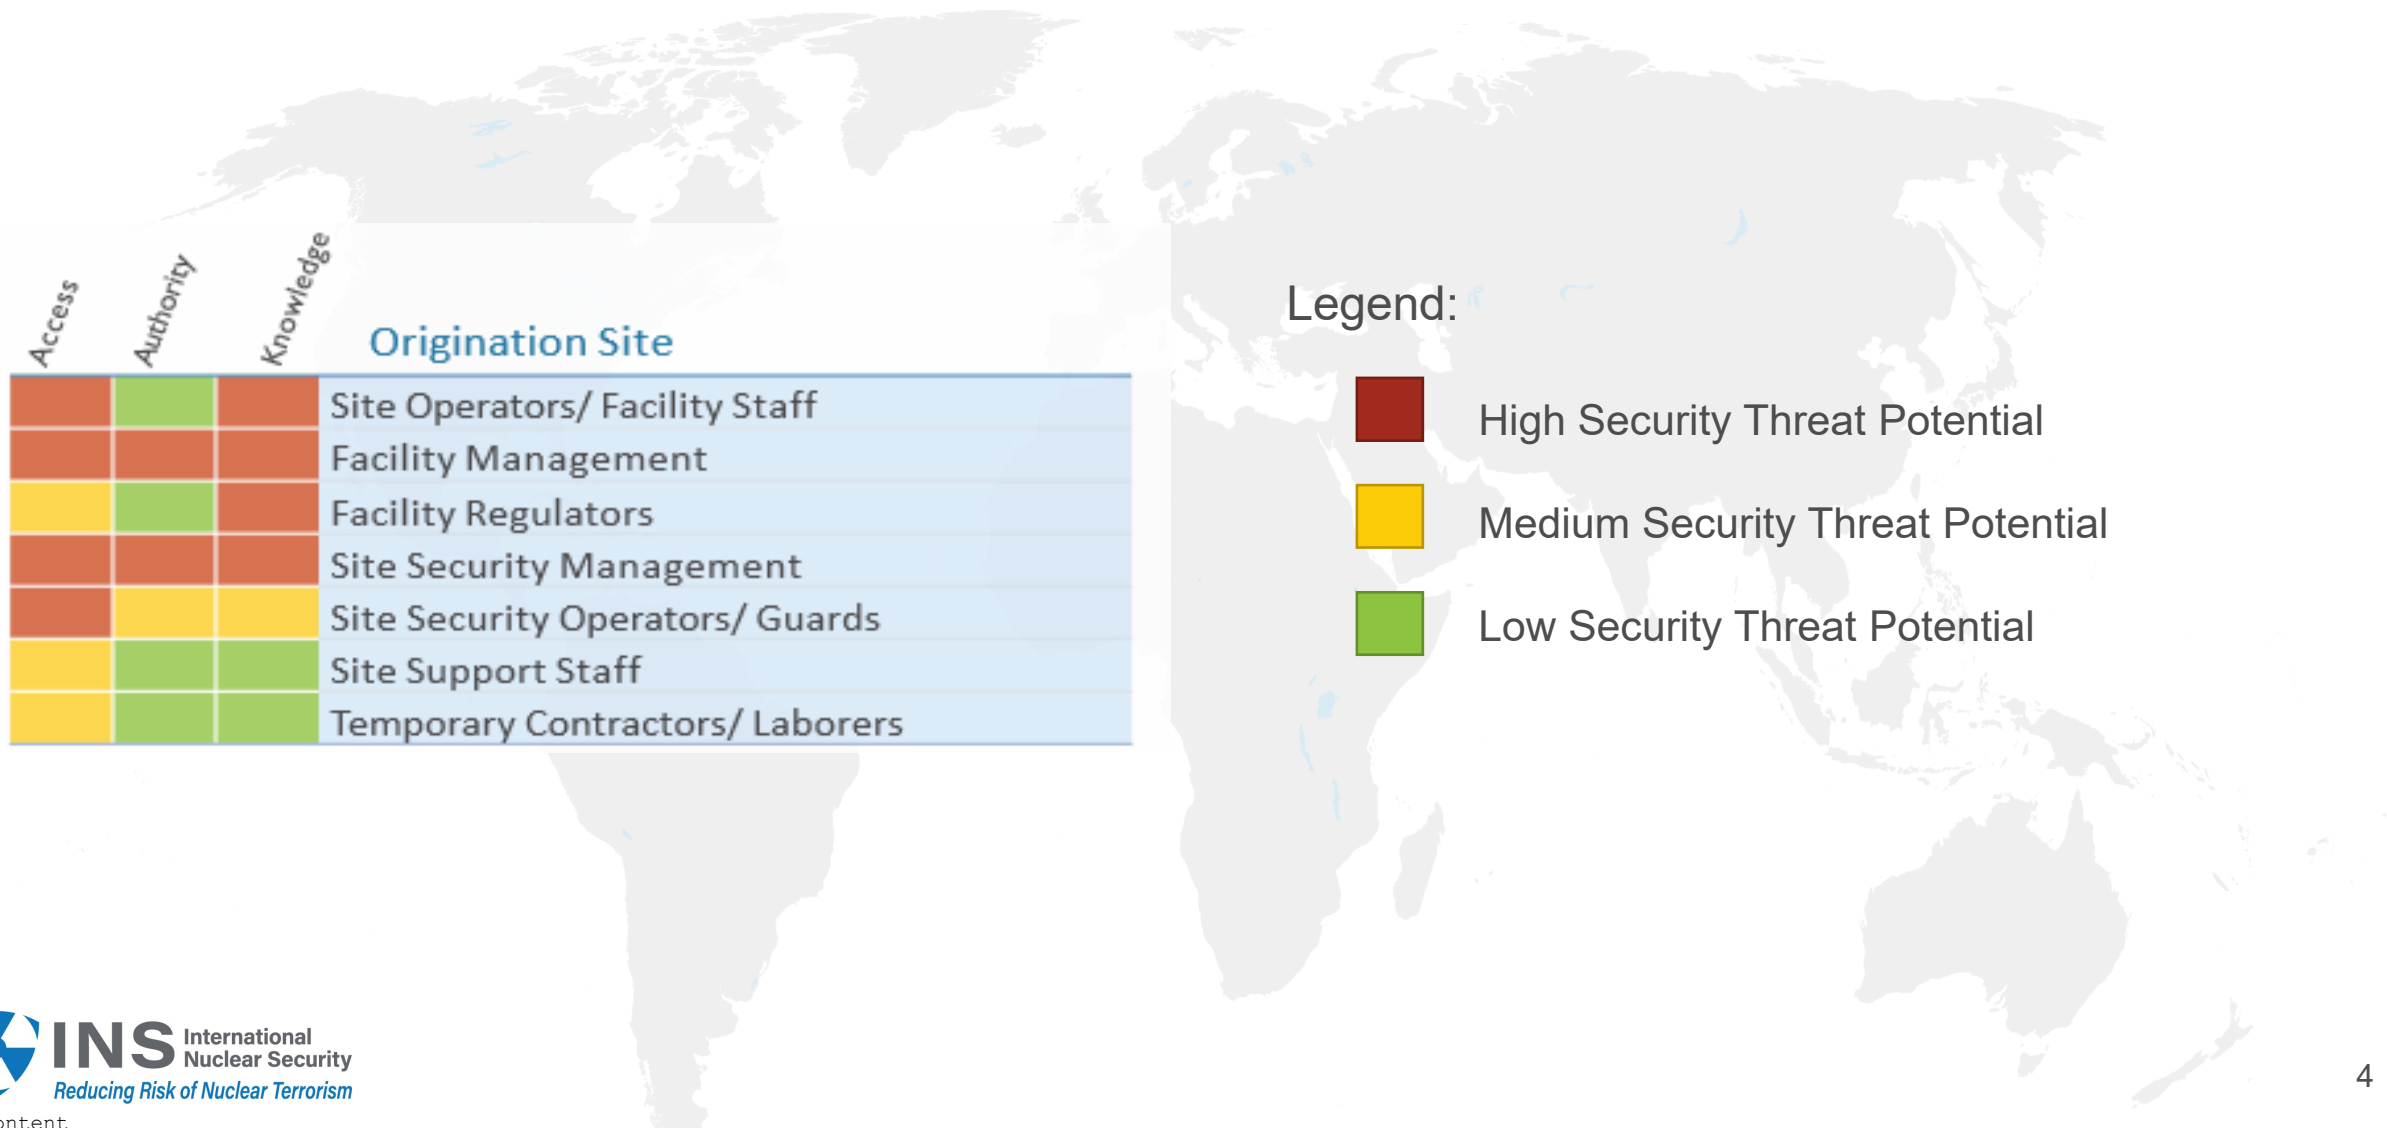 Access
Authority
Knowledge
Origination Site
Site Operators/ Facility Staff
Facility Management
Facility Regulators
Site Security Management
Site Security Operators/ Guards
Site Support Staff
Temporary Contractors/ Laborers
Legend:
High Security Threat Potential
Medium Security Threat Potential
Low Security Threat Potential
INS International
Nuclear Security
Reducing Risk of Nuclear Terrorism
4